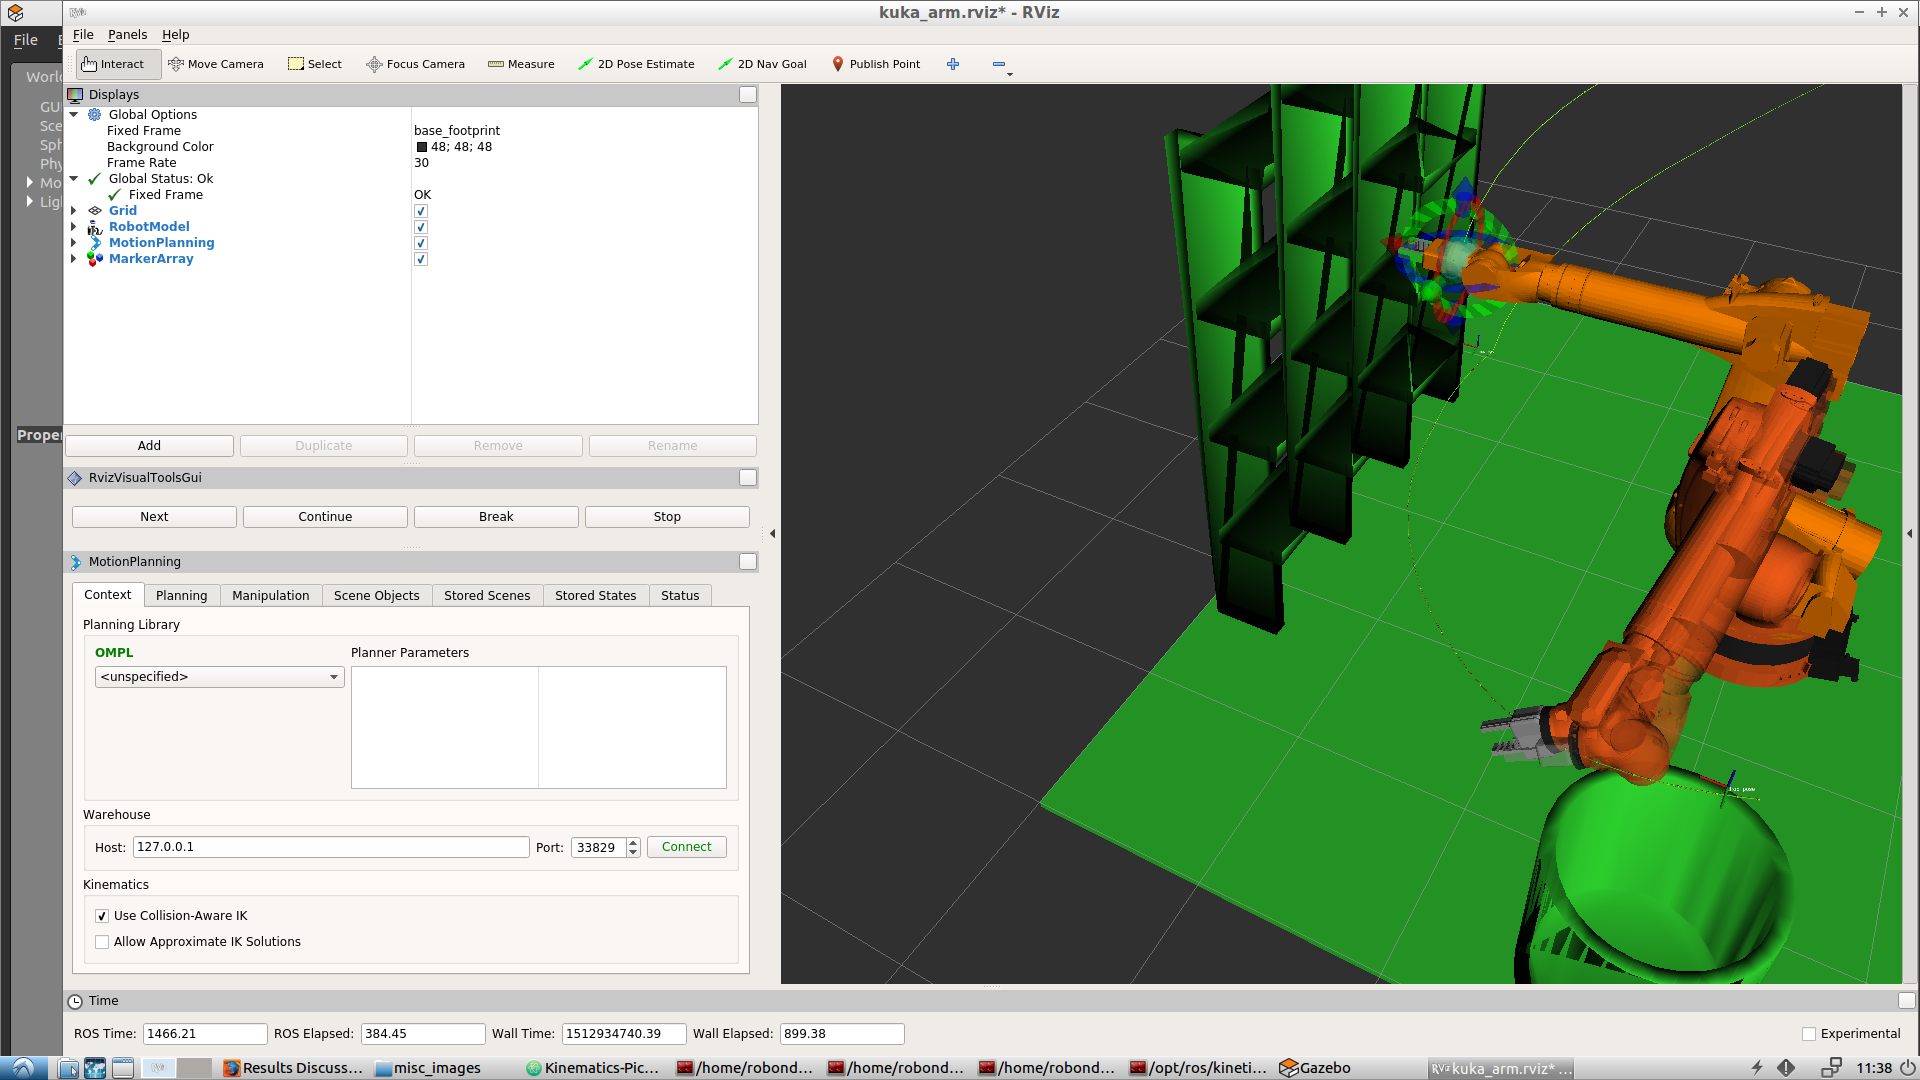 RViz
kuka_arm.rviz* - RViz
File
File Panels Help
Interact Move Camera Select Focus Camera Measure 2D Pose Estimate 2D Nav Goal Publish Point
Worl
GU
Sce
Sph
Phy
Mo
Ligh
Proper
Displays
Global Options
Fixed Frame base_footprint
Background Color 48; 48; 48
Frame Rate 30
Global Status: Ok
Fixed Frame OK
Grid
RobotModel
MotionPlanning
MarkerArray
Add Duplicate Remove Rename
RvizVisualToolsGui
Next Continue Break Stop
MotionPlanning
Context Planning Manipulation Scene Objects Stored Scenes Stored States Status
Planning Library
OMPL Planner Parameters
<unspecified>
Warehouse
Host: 127.0.0.1 Port: 33829 Connect
Kinematics
Use Collision-Aware IK
Allow Approximate IK Solutions
Time
ROS Time: 1466.21 ROS Elapsed: 384.45 Wall Time: 1512934740.39 Wall Elapsed: 899.38 Experimental
Results Discuss... misc_images Kinematics-Pic... /home/robond... /home/robond... /home/robond... /opt/ros/kineti... Gazebo kuka_arm.rviz* ... 11:38